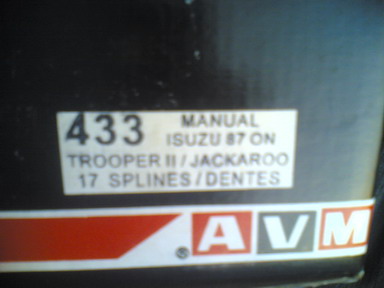 433 MANUAL
ISUZU 87 ON
TROOPER II / JACKAROO
17 SPLINES / DENTES
® AVM